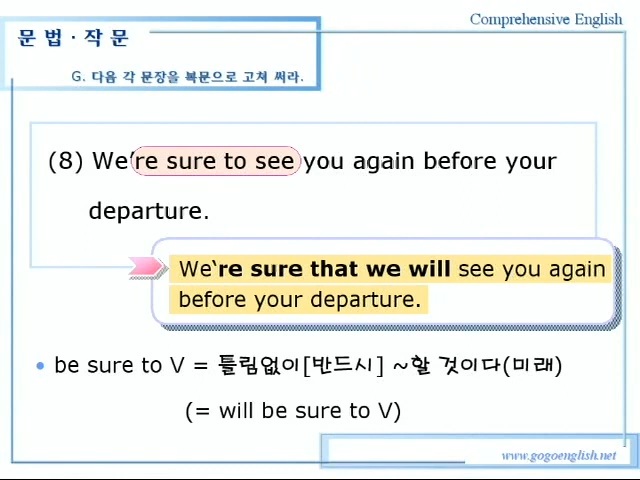 Comprehensive English
문 법 · 작 문
G. 다음 각 문장을 복문으로 고쳐 써라.
(8) We're sure to see you again before your
departure.
We're sure that we will see you again
before your departure.
• be sure to V = 틀림없이[반드시] ~할 것이다(미래)
(= will be sure to V)
www.gogoenglish.net